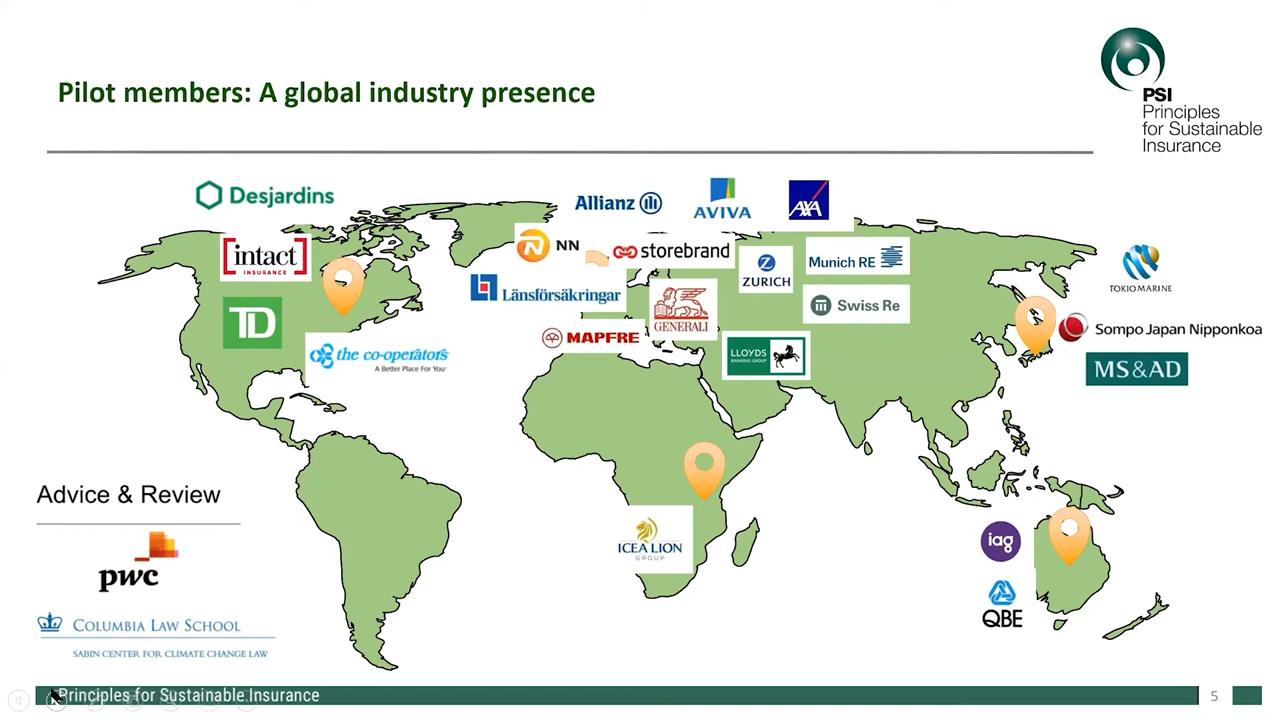 Pilot members: A global industry presence
PSI
Principles
for Sustainable
Insurance
Desjardins
intact
INSURANCE
TD
the co-operators
A Better Place For You
Allianz
AVIVA
AXA
NN
storebrand
ZURICH
Munich RE
Länsförsäkringar
GENERALI
Swiss Re
MAPFRE
LLOYDS
BANKING GROUP
TOKIO MARINE
Sompo Japan Nipponkoa
MS&AD
ICEA LION
GROUP
iag
QBE
Advice & Review
pwc
COLUMBIA LAW SCHOOL
SABIN CENTER FOR CLIMATE CHANGE LAW
Principles for Sustainable Insurance
5